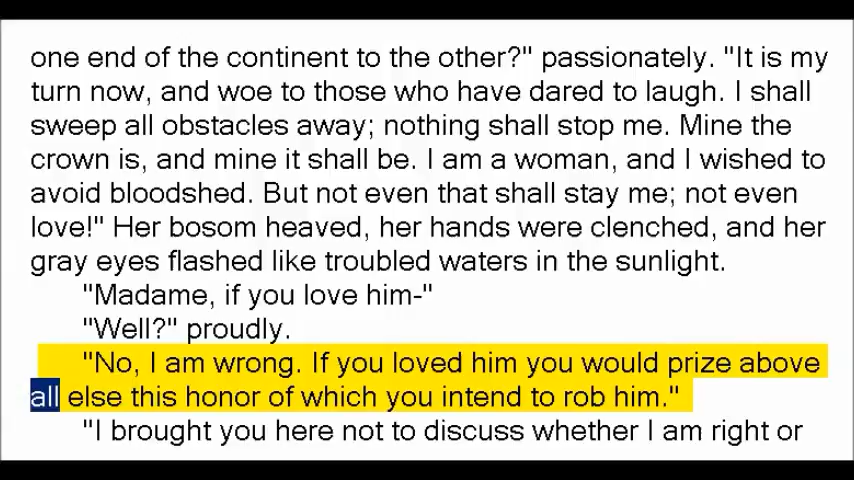 one end of the continent to the other?" passionately. "It is my
turn now, and woe to those who have dared to laugh. I shall
sweep all obstacles away; nothing shall stop me. Mine the
crown is, and mine it shall be. I am a woman, and I wished to
avoid bloodshed. But not even that shall stay me; not even
love!" Her bosom heaved, her hands were clenched, and her
gray eyes flashed like troubled waters in the sunlight.
"Madame, if you love him-"
"Well?" proudly.
"No, I am wrong. If you loved him you would prize above
all else this honor of which you intend to rob him."
"I brought you here not to discuss whether I am right or